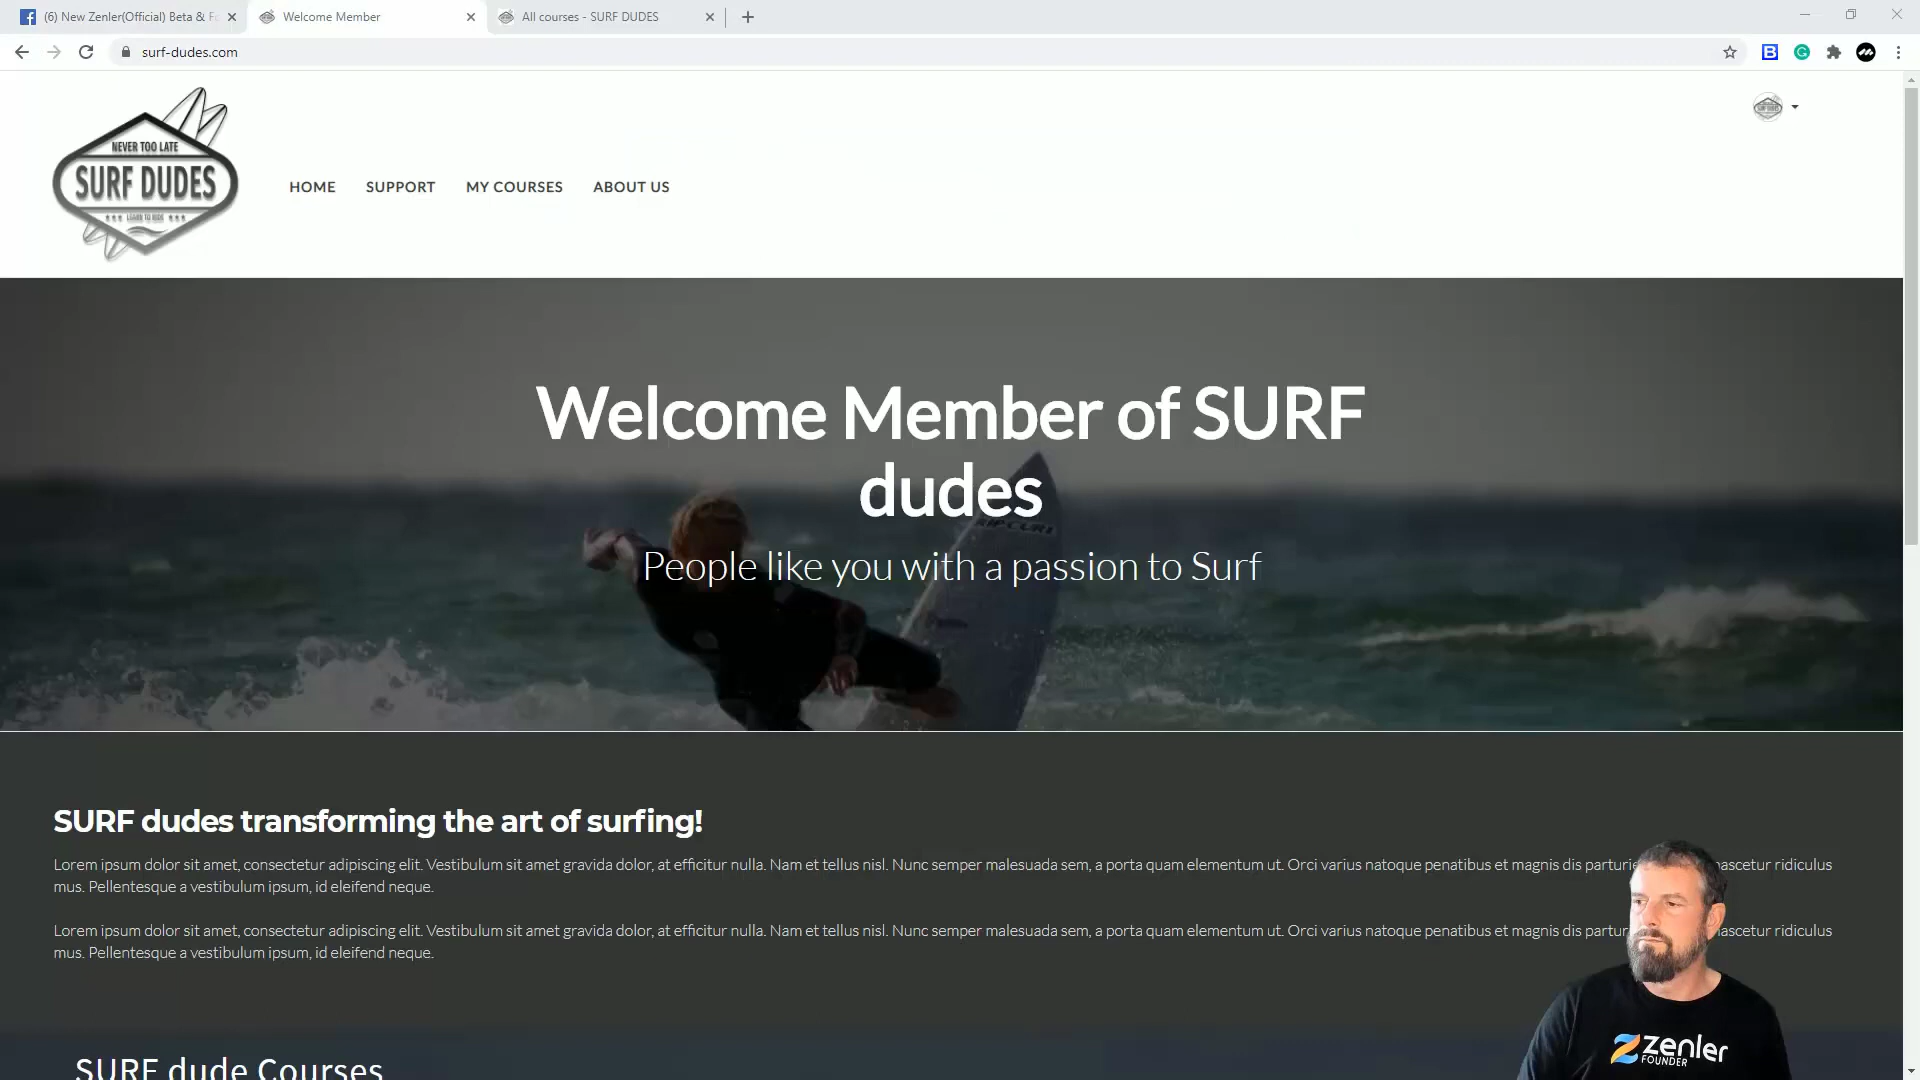 (6) New Zenler(Official) Beta & Fo
Welcome Member
All courses - SURF DUDES
surf-dudes.com
NEVER TOO LATE
SURF DUDES
LEARN TO RIDE
HOME
SUPPORT
MY COURSES
ABOUT US
Welcome Member of SURF
dudes
RIP CURL
People like you with a passion to Surf
SURF dudes transforming the art of surfing!
Lorem ipsum dolor sit amet, consectetur adipiscing elit. Vestibulum sit amet gravida dolor, at efficitur nulla. Nam et tellus nisl. Nunc semper malesuada sem, a porta quam elementum ut. Orci varius natoque penatibus et magnis dis parturie ascetur ridiculus
mus. Pellentesque a vestibulum ipsum, id eleifend neque.
Lorem ipsum dolor sit amet, consectetur adipiscing elit. Vestibulum sit amet gravida dolor, at efficitur nulla. Nam et tellus nisl. Nunc semper malesuada sem, a porta quam elementum ut. Orci varius natoque penatibus et magnis dis partur ascetur ridiculus
mus. Pellentesque a vestibulum ipsum, id eleifend neque.
SURF dude Courses
zenler
FOUNDER